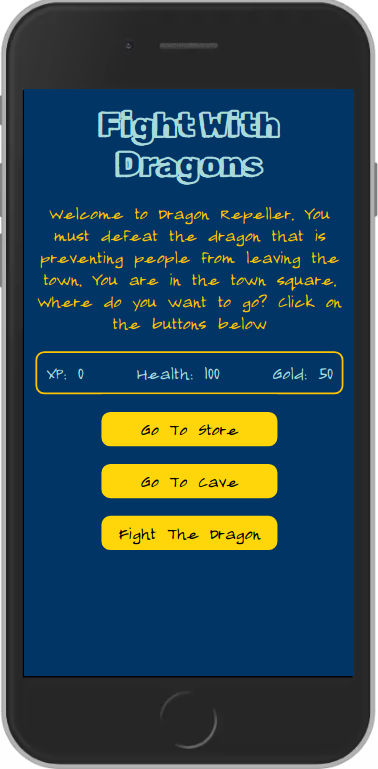 Fight With
Dragons
Welcome to Dragon Repeller. You
must defeat the dragon that is
preventing people from leaving the
town. You are in the town square.
Where do you want to go? Click on
the buttons below
XP: 0 Health: 100 Gold: 50
Go To Store
Go To Cave
Fight The Dragon